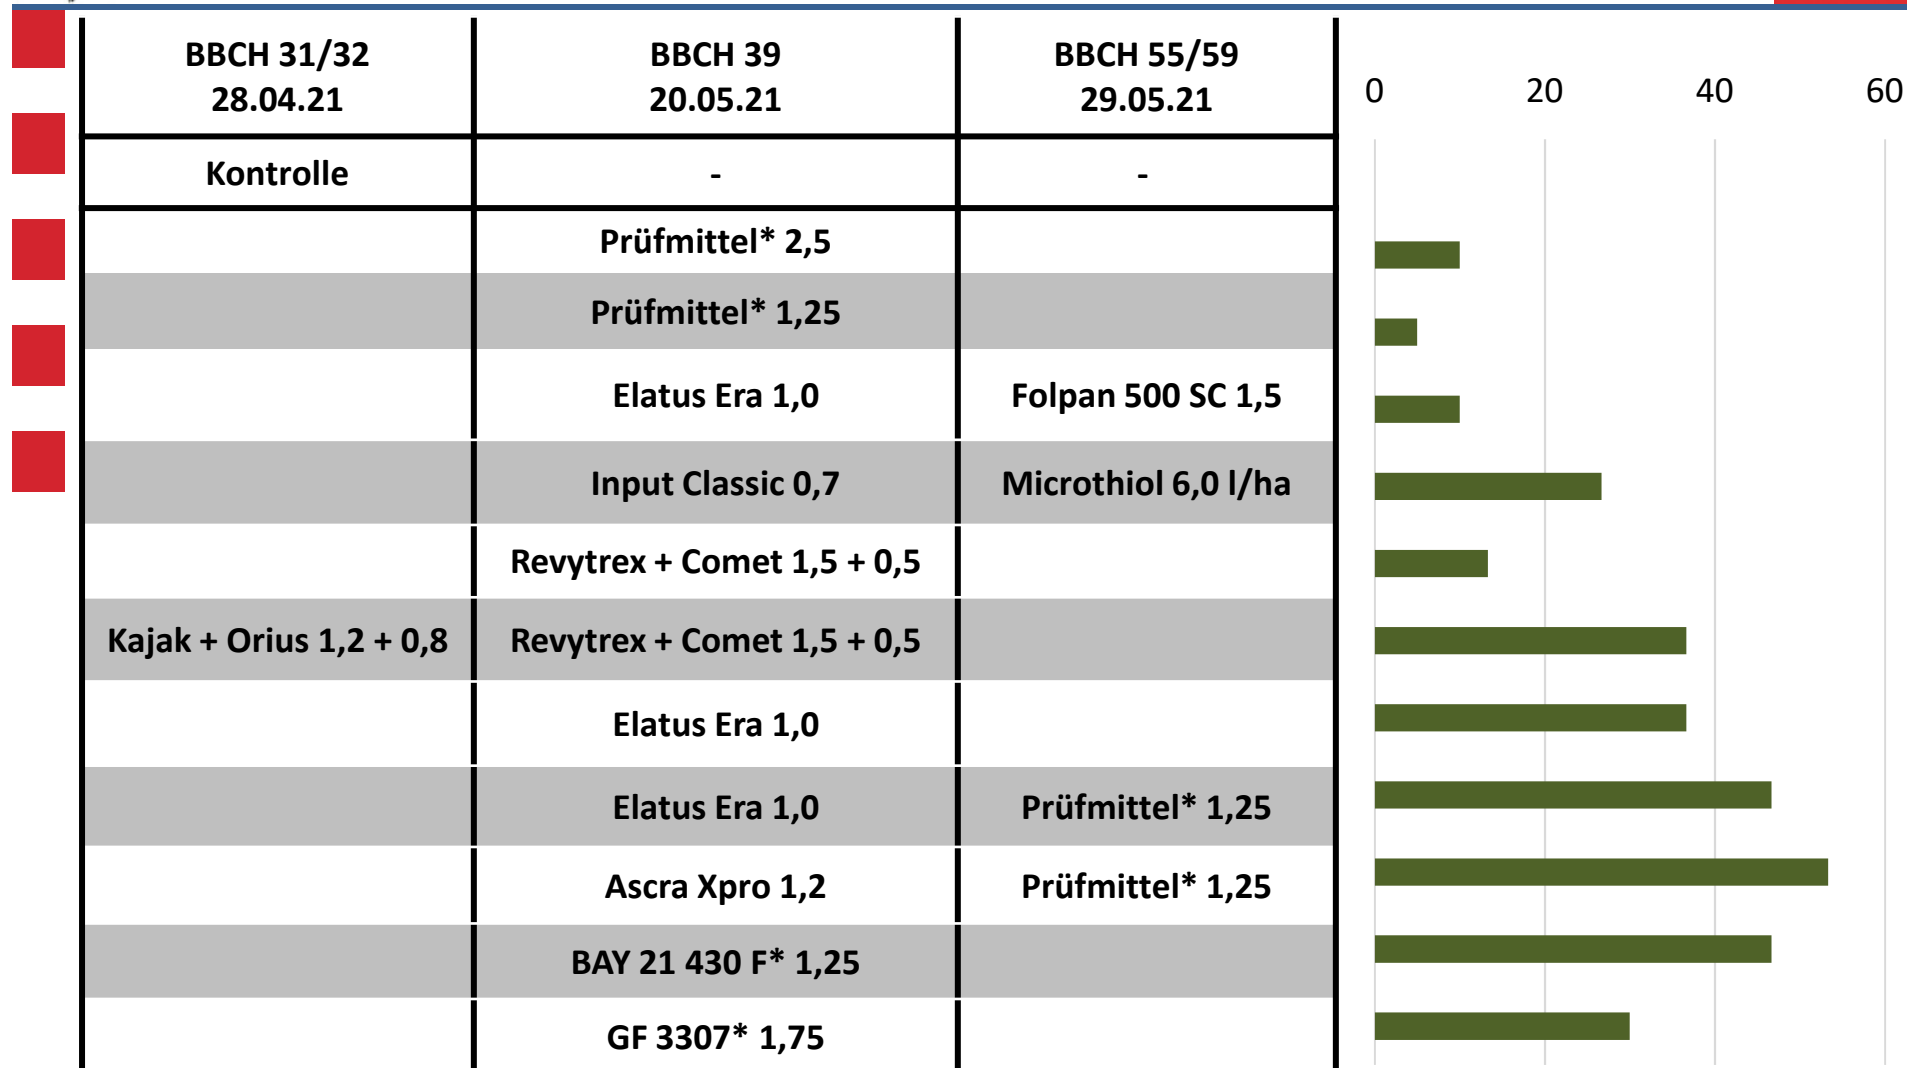 BBCH 31/32
28.04.21
BBCH 39
20.05.21
BBCH 55/59
29.05.21
0 20 40 60
Kontrolle - -
Prüfmittel* 2,5
Prüfmittel* 1,25
Elatus Era 1,0 Folpan 500 SC 1,5
Input Classic 0,7 Microthiol 6,0 l/ha
Revytrex + Comet 1,5 + 0,5
Kajak + Orius 1,2 + 0,8 Revytrex + Comet 1,5 + 0,5
Elatus Era 1,0
Elatus Era 1,0 Prüfmittel* 1,25
Ascra Xpro 1,2 Prüfmittel* 1,25
BAY 21 430 F* 1,25
GF 3307* 1,75